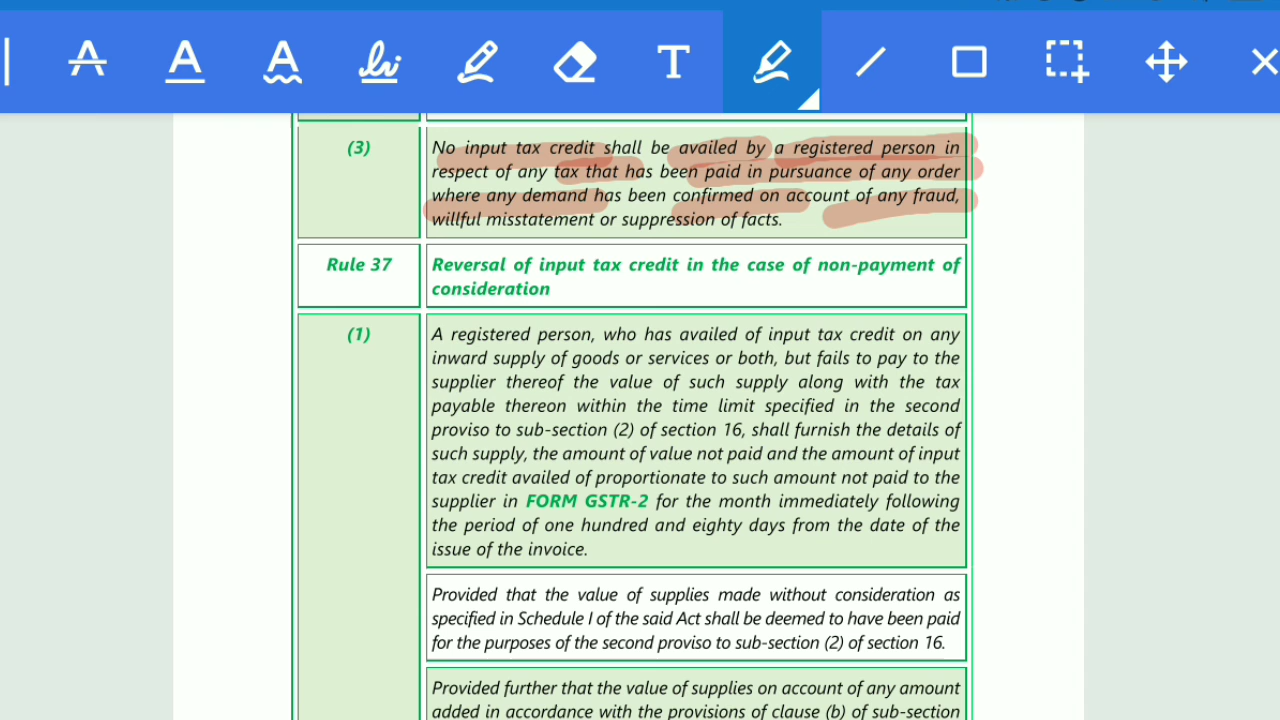 (3)
No input tax credit shall be availed by a registered person in
respect of any tax that has been paid in pursuance of any order
where any demand has been confirmed on account of any fraud,
willful misstatement or suppression of facts.
Rule 37
Reversal of input tax credit in the case of non-payment of
consideration
(1)
A registered person, who has availed of input tax credit on any
inward supply of goods or services or both, but fails to pay to the
supplier thereof the value of such supply along with the tax
payable thereon within the time limit specified in the second
proviso to sub-section (2) of section 16, shall furnish the details of
such supply, the amount of value not paid and the amount of input
tax credit availed of proportionate to such amount not paid to the
supplier in FORM GSTR-2 for the month immediately following
the period of one hundred and eighty days from the date of the
issue of the invoice.
Provided that the value of supplies made without consideration as
specified in Schedule I of the said Act shall be deemed to have been paid
for the purposes of the second proviso to sub-section (2) of section 16.
Provided further that the value of supplies on account of any amount
added in accordance with the provisions of clause (b) of sub-section